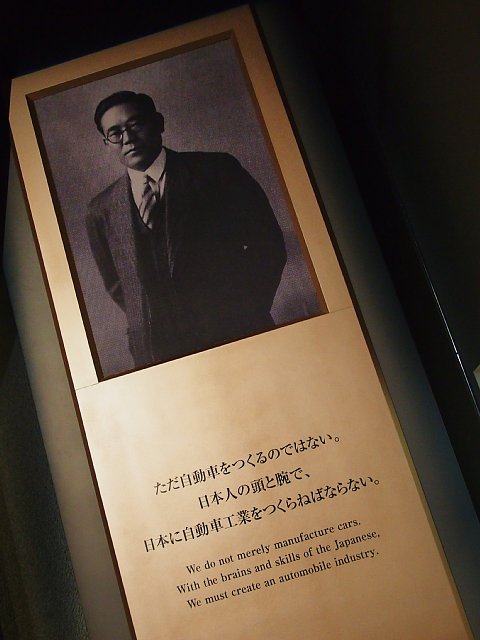 ただ自動車をつくるのではない。
日本人の頭と腕で、
日本に自動車工業をつくらねばならない。
We do not merely manufacture cars.
With the brains and skills of the Japanese,
We must create an automobile industry.